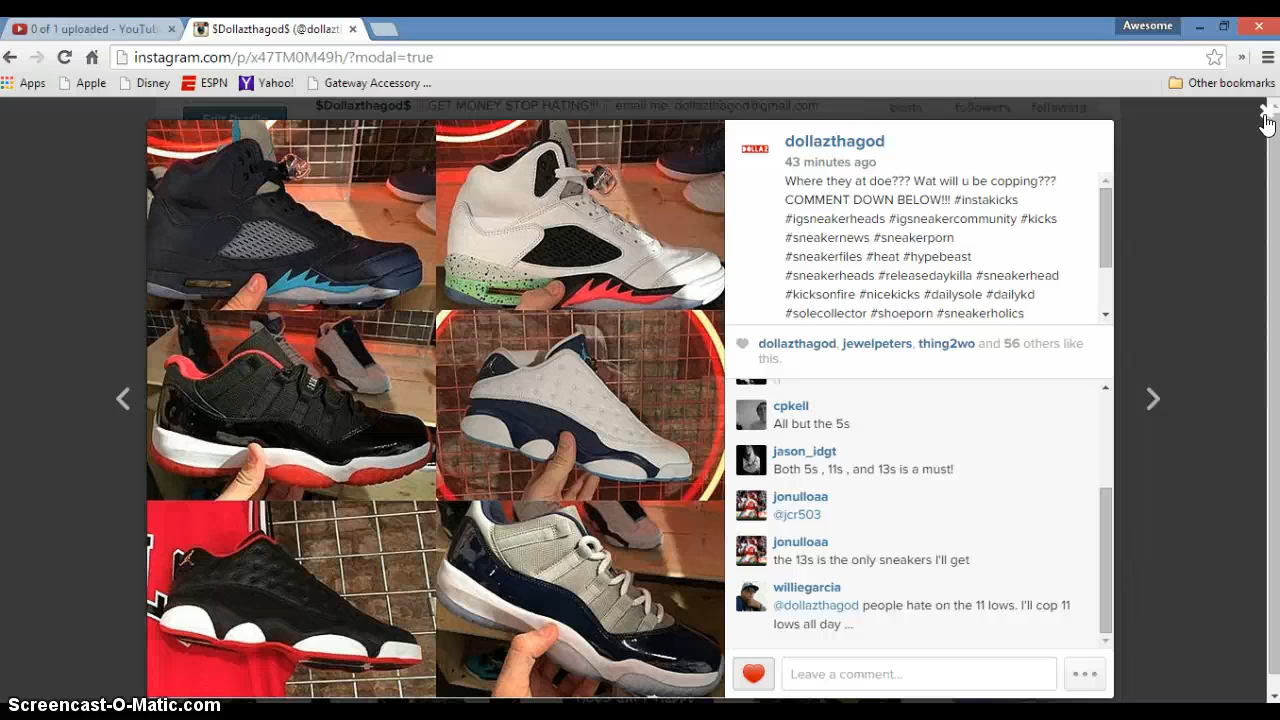 0 of 1 uploaded - YouTub
$Dollazthagod$ (@dollazt
Awesome
instagram.com/p/x47TM0M49h/?modal=true
Apps
Apple
Disney
ESPN
Yahoo!
Gateway Accessory ...
Other bookmarks
$Dollazthagod$ GET MONEY STOP HATING!!! email me: dollazthagod@gmail.com
posts followers following
Edit Profile
DOLLAZ
dollazthagod
43 minutes ago
Where they at doe??? Wat will u be copping???
COMMENT DOWN BELOW!!! #instakicks
#igsneakerheads #igsneakercommunity #kicks
#sneakernews #sneakerporn
#sneakerfiles #heat #hypebeast
#sneakerheads #releasedaykilla #sneakerhead
#kicksonfire #nicekicks #dailysole #dailykd
#solecollector #shoeporn #sneakerholics
dollazthagod, jewelpeters, thing2wo and 56 others like
this.
cpkell
All but the 5s
jason_idgt
Both 5s , 11s , and 13s is a must!
jonulloaa
@jcr503
jonulloaa
the 13s is the only sneakers I'll get
williegarcia
@dollazthagod people hate on the 11 lows. I'll cop 11
lows all day ...
Leave a comment...
Screencast-O-Matic.com